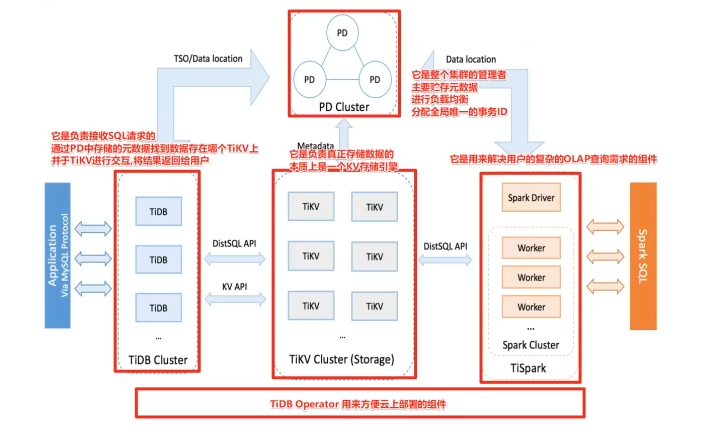 PD
PD
PD
PD Cluster
TSO/Data location
Data location
它是整个集群的管理者
主要贮存元数据
进行负载均衡
分配全局唯一的事务ID
Metadata
它是负责接收SQL请求的
通过PD中存储的元数据找到数据存在哪个TiKV上
并于TiKV进行交互,将结果返回给用户
它是负责真正存储数据的
本质上是一个KV存储引擎
它是用来解决用户的复杂的OLAP查询需求的组件
Application
Via MySQL Protocol
TiDB
TiDB
TiDB
...
TiDB Cluster
DistSQL API
KV API
TiKV
TiKV
TiKV
TiKV
TiKV
TiKV
...
TiKV Cluster (Storage)
DistSQL API
Spark Driver
Worker
Worker
Worker
...
Spark Cluster
TiSpark
Spark SQL
TiDB Operator 用来方便云上部署的组件